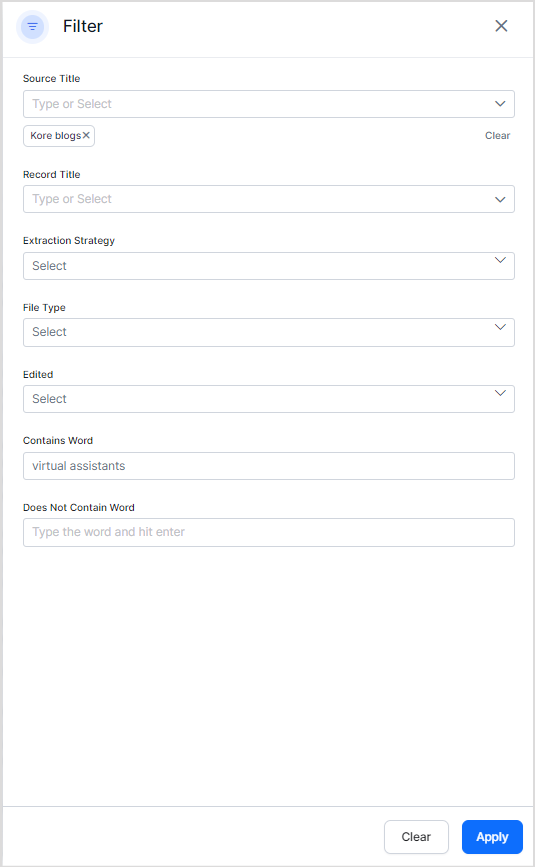 Filter
Source Title
Type or Select
Kore blogs
Clear
Record Title
Type or Select
Extraction Strategy
Select
File Type
Select
Edited
Select
Contains Word
virtual assistants
Does Not Contain Word
Type the word and hit enter
Clear Apply